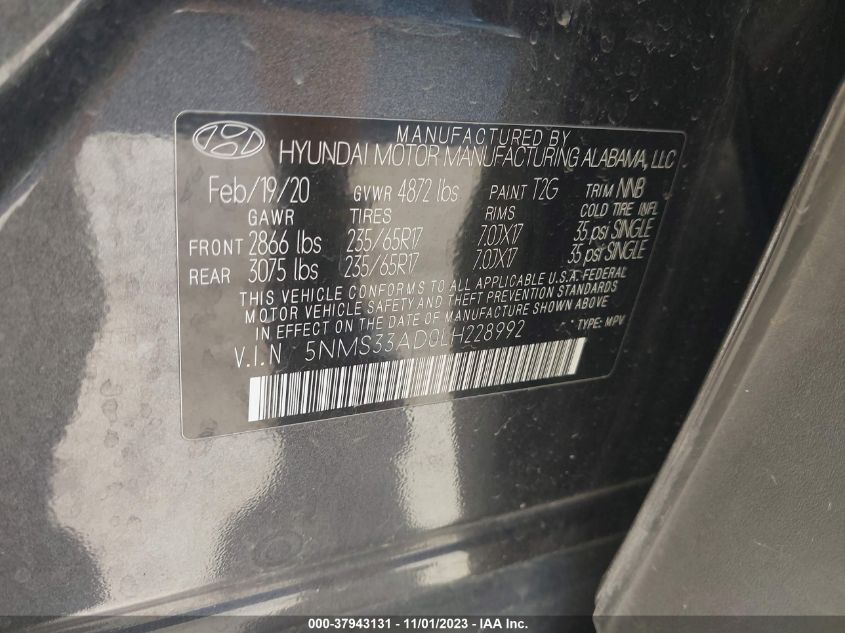 MANUFACTURED BY
HYUNDAI MOTOR MANUFACTURING ALABAMA, LLC
Feb/19/20 GVWR 4872 lbs PAINT T2G TRIM NNB
GAWR TIRES RIMS COLD TIRE INFL
FRONT 2866 lbs 235/65R17 7.0JX17 35 psi SINGLE
REAR 3075 lbs 235/65R17 7.0JX17 35 psi SINGLE
THIS VEHICLE CONFORMS TO ALL APPLICABLE U.S.A. FEDERAL
MOTOR VEHICLE SAFETY AND THEFT PREVENTION STANDARDS
IN EFFECT ON THE DATE OF MANUFACTURE SHOWN ABOVE
V.I.N 5NMS33AD0LH228992 TYPE: MPV
000-37943131 - 11/01/2023 - IAA Inc.